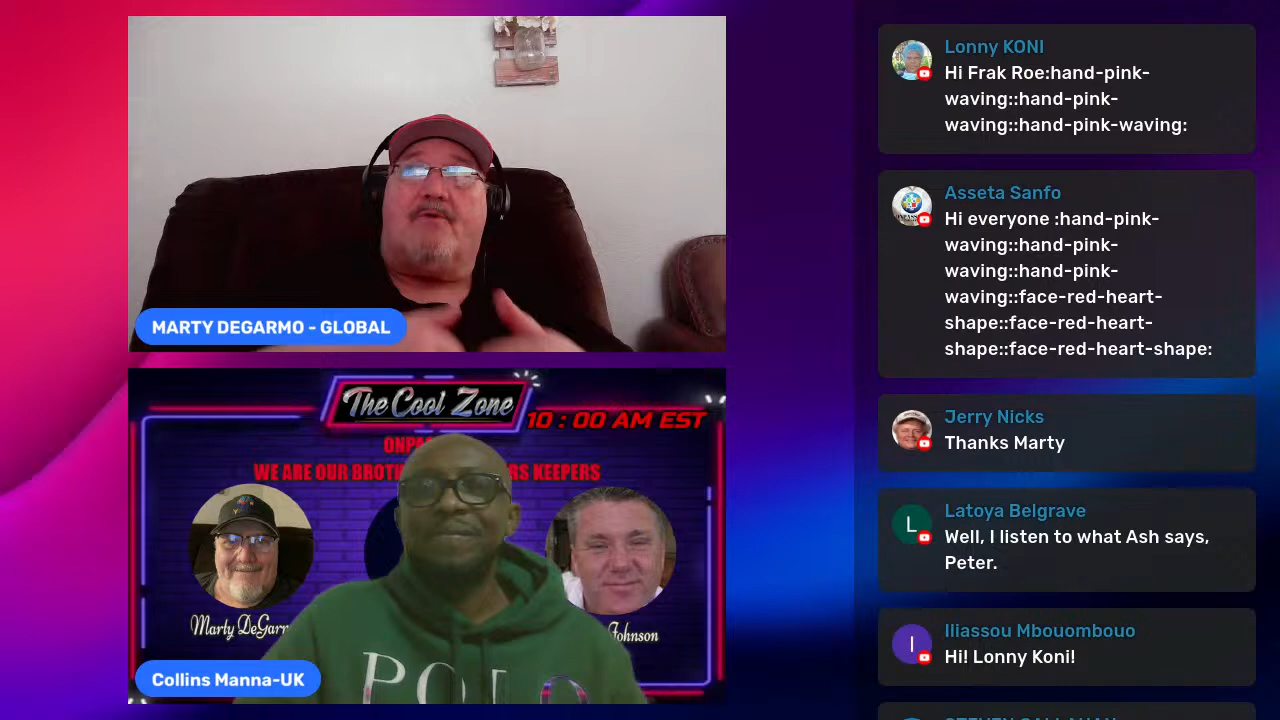 MARTY DEGARMO - GLOBAL
The Cool Zone
10 : 00 AM EST
WE ARE OUR
KEEPERS
Marty
Johnson
POLO
Collins Manna-UK
Lonny KONI
Hi Frak Roe:hand-pink-
waving::hand-pink-
waving::hand-pink-waving:
Asseta Sanfo
Hi everyone :hand-pink-
waving::hand-pink-
waving::hand-pink-
waving::face-red-heart-
shape::face-red-heart-
shape::face-red-heart-shape:
Jerry Nicks
Thanks Marty
L
Latoya Belgrave
Well, I listen to what Ash says,
Peter.
I
Iliassou Mbouombouo
Hi! Lonny Koni!